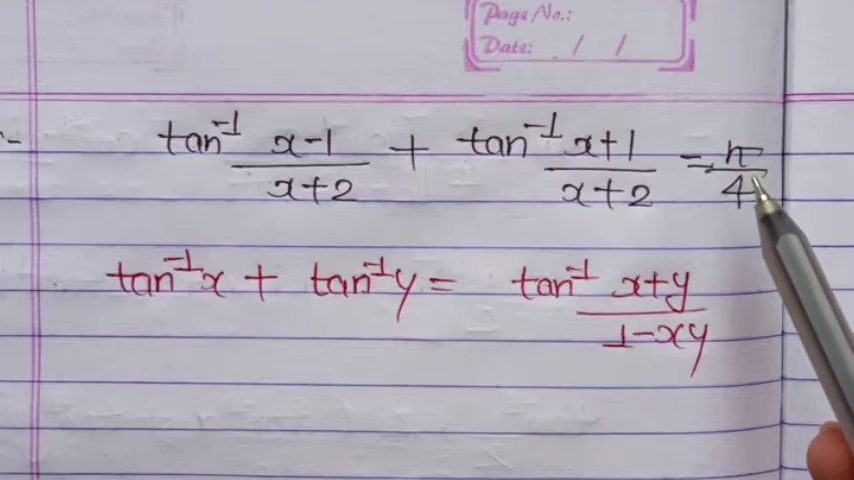 Page No.:
Date: / /
tan⁻¹ (x-1)/(x+2) + tan⁻¹ (x+1)/(x+2) = π/4
tan⁻¹x + tan⁻¹y = tan⁻¹ (x+y)/(1-xy)